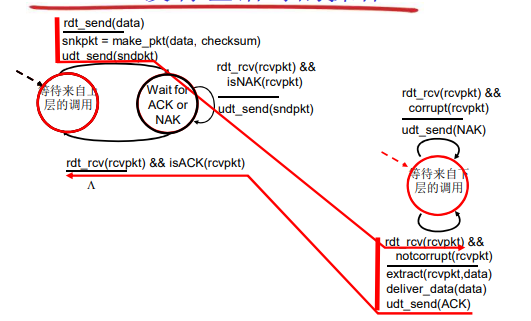 rdt_send(data)
snkpkt = make_pkt(data, checksum)
udt_send(sndpkt)
等待来自上
层的调用
Wait for
ACK or
NAK
rdt_rcv(rcvpkt) &&
isNAK(rcvpkt)
udt_send(sndpkt)
rdt_rcv(rcvpkt) && isACK(rcvpkt)
Λ
rdt_rcv(rcvpkt) &&
corrupt(rcvpkt)
udt_send(NAK)
等待来自下
层的调用
rdt_rcv(rcvpkt) &&
notcorrupt(rcvpkt)
extract(rcvpkt,data)
deliver_data(data)
udt_send(ACK)